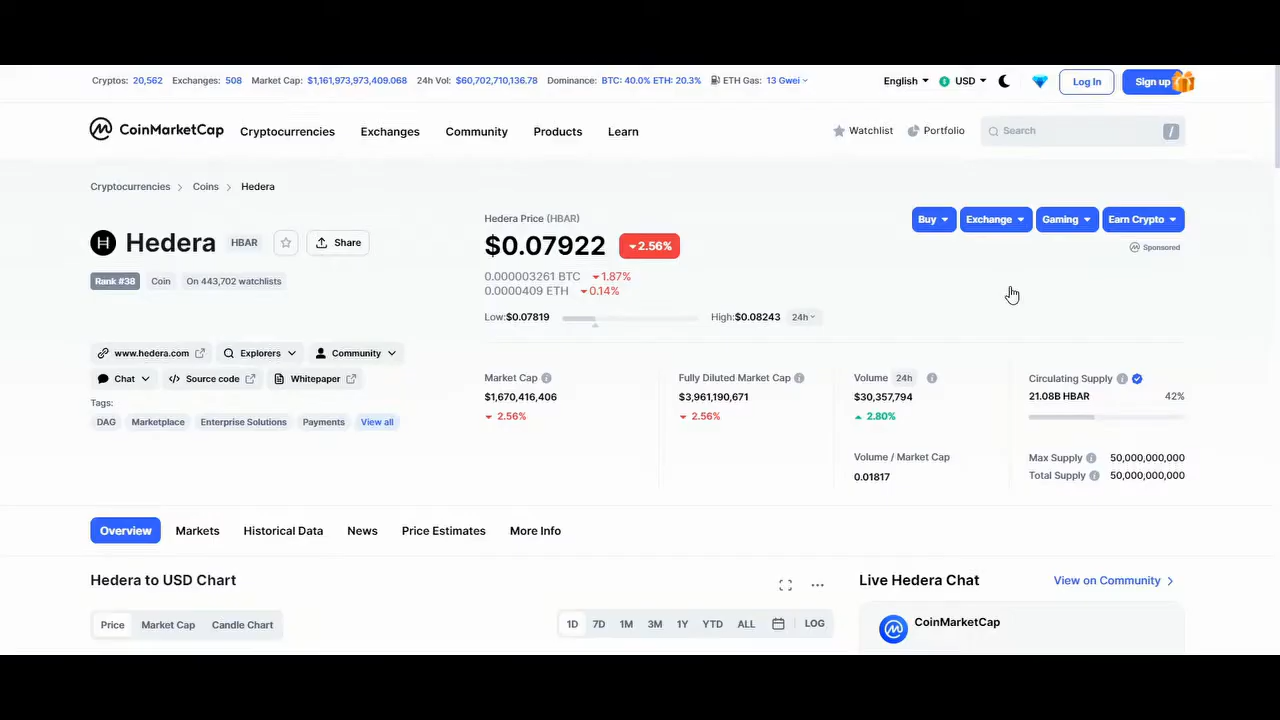 Cryptos: 20,562 Exchanges: 508 Market Cap: $1,161,973,973,409.068 24h Vol: $60,702,710,136.78 Dominance: BTC: 40.0% ETH: 20.3% ETH Gas: 13 Gwei
English USD Log In Sign up
CoinMarketCap Cryptocurrencies Exchanges Community Products Learn
Watchlist Portfolio Search /
Cryptocurrencies > Coins > Hedera
Hedera HBAR Share
Rank #38 Coin On 443,702 watchlists
www.hedera.com Explorers Community
Chat Source code Whitepaper
Tags:
DAG Marketplace Enterprise Solutions Payments View all
Hedera Price (HBAR)
$0.07922 2.56%
0.000003261 BTC 1.87%
0.0000409 ETH 0.14%
Low:$0.07819 High:$0.08243 24h
Buy Exchange Gaming Earn Crypto
Sponsored
Market Cap
$1,670,416,406
2.56%
Fully Diluted Market Cap
$3,961,190,671
2.56%
Volume 24h
$30,357,794
2.80%
Volume / Market Cap
0.01817
Circulating Supply
21.08B HBAR 42%
Max Supply 50,000,000,000
Total Supply 50,000,000,000
Overview Markets Historical Data News Price Estimates More Info
Hedera to USD Chart
Price Market Cap Candle Chart
1D 7D 1M 3M 1Y YTD ALL LOG
Live Hedera Chat View on Community >
CoinMarketCap